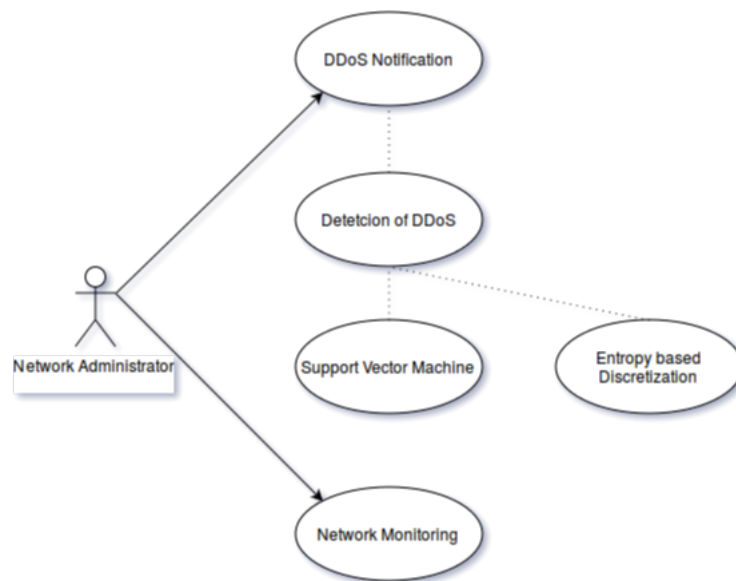 DDoS Notification
Detetcion of DDoS
Network Administrator
Support Vector Machine
Entropy based
Discretization
Network Monitoring